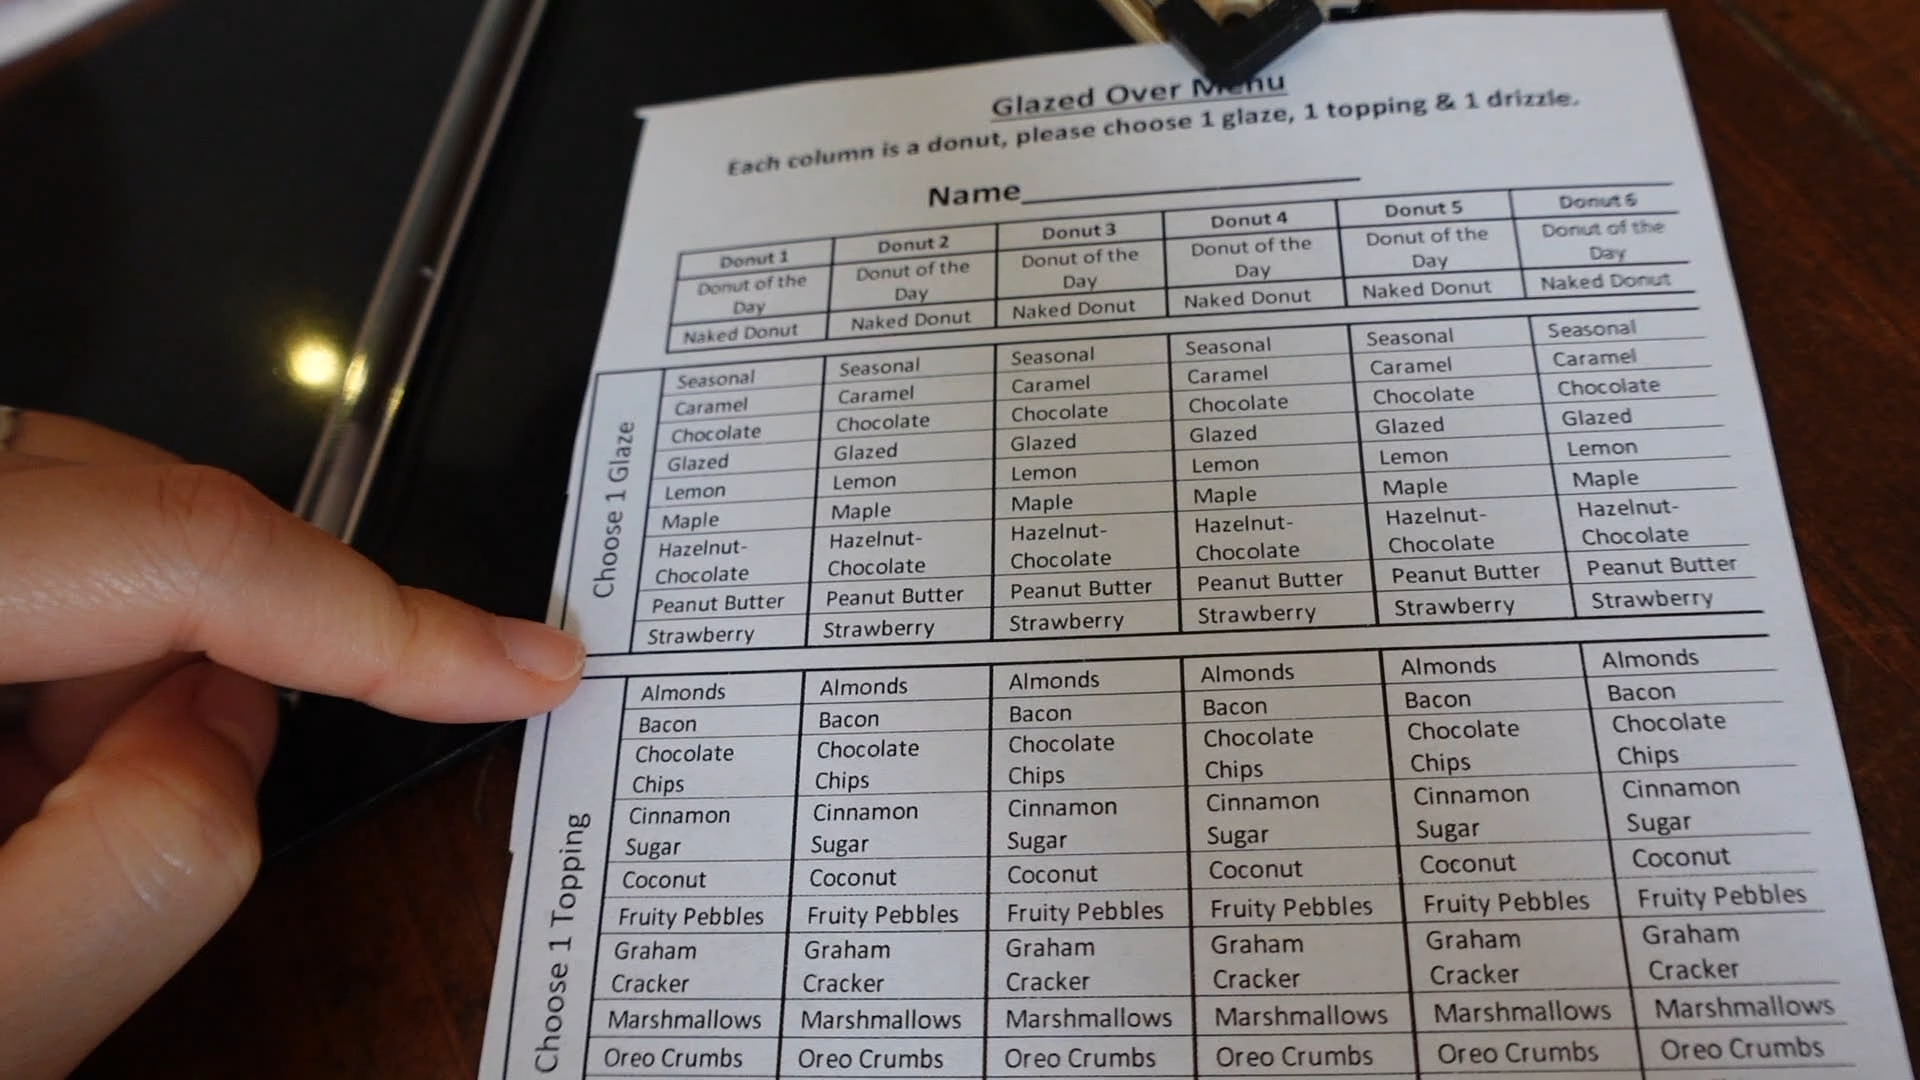 Glazed Over Menu
Each column is a donut, please choose 1 glaze, 1 topping & 1 drizzle.
Name
Donut 1 Donut 2 Donut 3 Donut 4 Donut 5 Donut 6
Donut of the Donut of the Donut of the Donut of the Donut of the Donut of the
Day Day Day Day Day Day
Naked Donut Naked Donut Naked Donut Naked Donut Naked Donut Naked Donut
Choose 1 Glaze
Seasonal Seasonal Seasonal Seasonal Seasonal Seasonal
Caramel Caramel Caramel Caramel Caramel Caramel
Chocolate Chocolate Chocolate Chocolate Chocolate Chocolate
Glazed Glazed Glazed Glazed Glazed Glazed
Lemon Lemon Lemon Lemon Lemon Lemon
Maple Maple Maple Maple Maple Maple
Hazelnut- Hazelnut- Hazelnut- Hazelnut- Hazelnut- Hazelnut-
Chocolate Chocolate Chocolate Chocolate Chocolate Chocolate
Peanut Butter Peanut Butter Peanut Butter Peanut Butter Peanut Butter Peanut Butter
Strawberry Strawberry Strawberry Strawberry Strawberry Strawberry
Choose 1 Topping
Almonds Almonds Almonds Almonds Almonds Almonds
Bacon Bacon Bacon Bacon Bacon Bacon
Chocolate Chocolate Chocolate Chocolate Chocolate Chocolate
Chips Chips Chips Chips Chips Chips
Cinnamon Cinnamon Cinnamon Cinnamon Cinnamon Cinnamon
Sugar Sugar Sugar Sugar Sugar Sugar
Coconut Coconut Coconut Coconut Coconut Coconut
Fruity Pebbles Fruity Pebbles Fruity Pebbles Fruity Pebbles Fruity Pebbles Fruity Pebbles
Graham Graham Graham Graham Graham Graham
Cracker Cracker Cracker Cracker Cracker Cracker
Marshmallows Marshmallows Marshmallows Marshmallows Marshmallows Marshmallows
Oreo Crumbs Oreo Crumbs Oreo Crumbs Oreo Crumbs Oreo Crumbs Oreo Crumbs